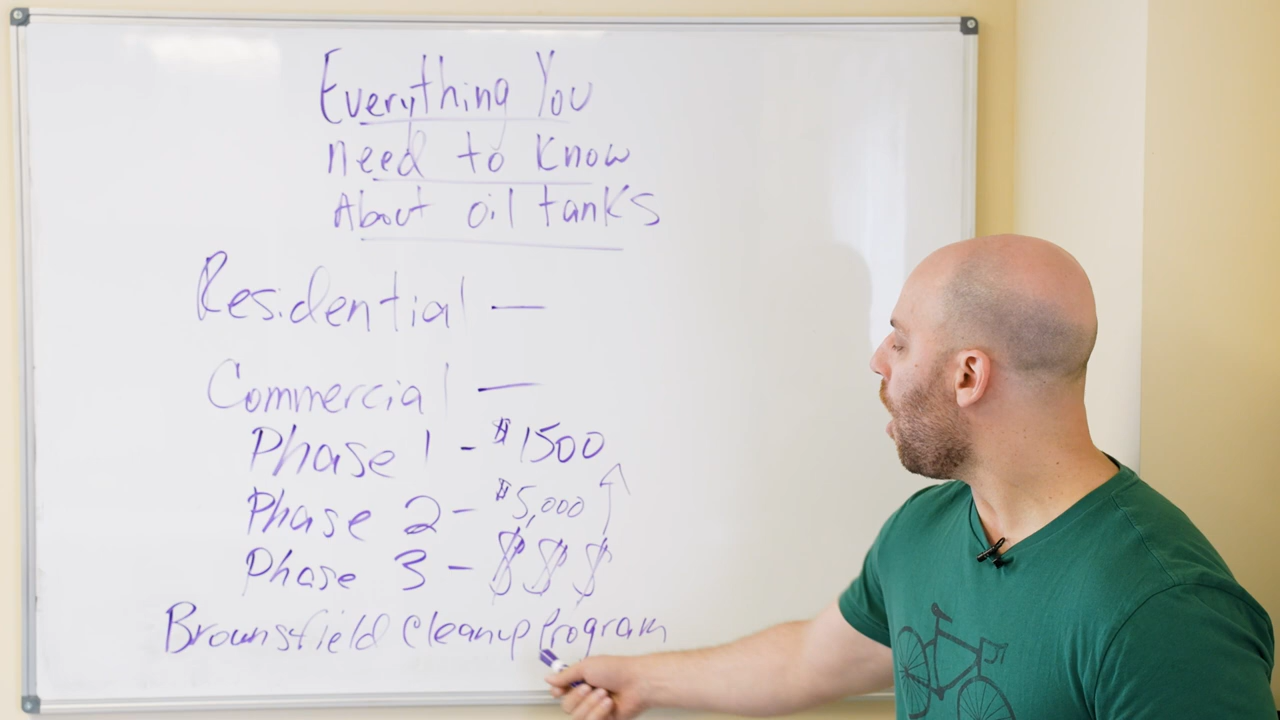 Everything You
need to Know
About oil tanks
Residential —
Commercial —
Phase 1 - $1500
Phase 2 - $5,000
Phase 3 - $$$
Brownsfield Cleanup Program